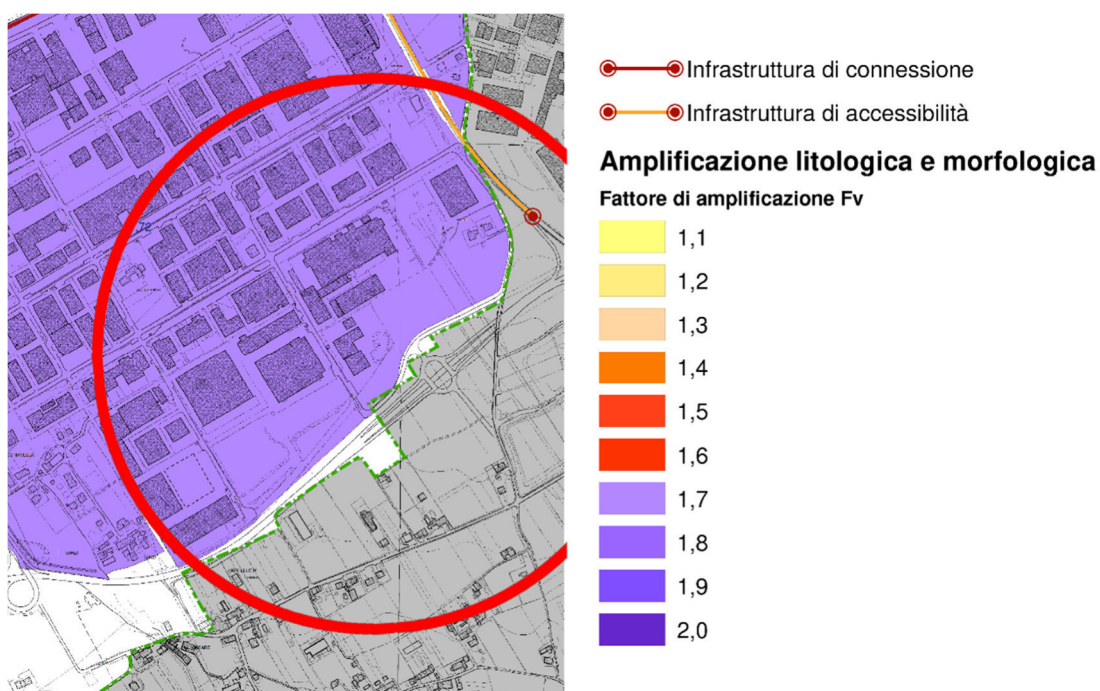 Infrastruttura di connessione
Infrastruttura di accessibilità
Amplificazione litologica e morfologica
Fattore di amplificazione Fv
1,1
1,2
1,3
1,4
1,5
1,6
1,7
1,8
1,9
2,0